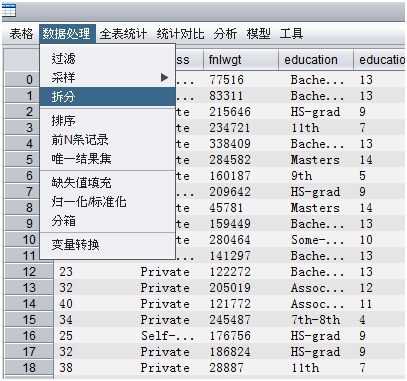 表格 数据处理 全表统计 统计对比 分析 模型 工具
过滤 ss fnlwgt education educatio
0 采样 ... 77516 Bache... 13
1 拆分 ... 83311 Bache... 13
2 te 215646 HS-grad 9
3 排序 te 234721 11th 7
4 前N条记录 te 338409 Bache... 13
5 唯一结果集 te 284582 Masters 14
6 te 160187 9th 5
7 缺失值填充 ... 209642 HS-grad 9
8 归一化/标准化 te 45781 Masters 14
9 分箱 te 159449 Bache... 13
10 te 280464 Some-... 10
11 变量转换 ... 141297 Bache... 13
12 23 Private 122272 Bache... 13
13 32 Private 205019 Assoc... 12
14 40 Private 121772 Assoc... 11
15 34 Private 245487 7th-8th 4
16 25 Self-... 176756 HS-grad 9
17 32 Private 186824 HS-grad 9
18 38 Private 28887 11th 7